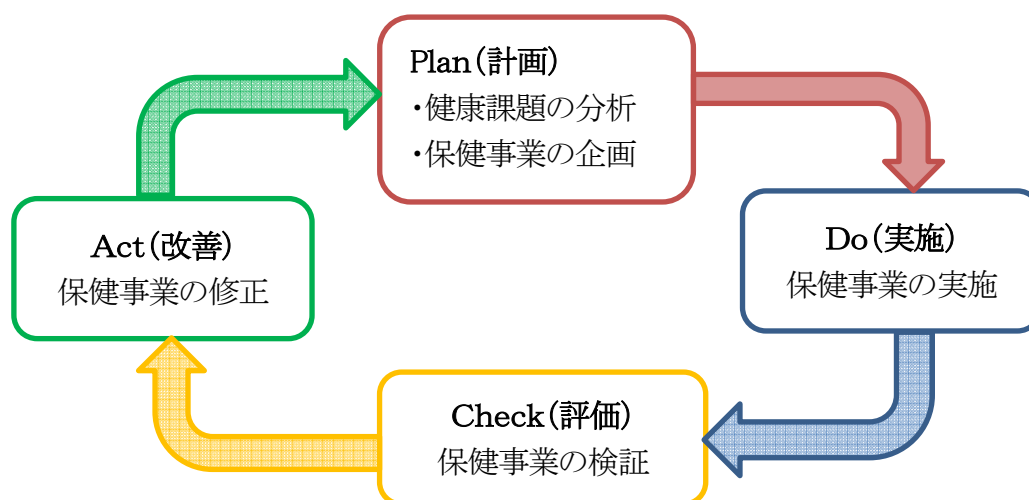 Plan(計画)
・健康課題の分析
・保健事業の企画
Do(実施)
保健事業の実施
Check(評価)
保健事業の検証
Act(改善)
保健事業の修正